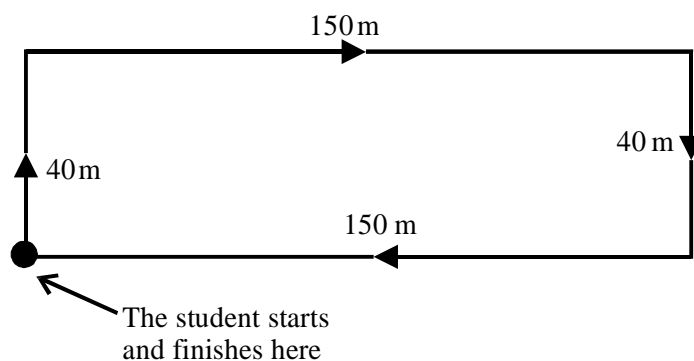 150 m
40 m
40 m
150 m
The student starts
and finishes here